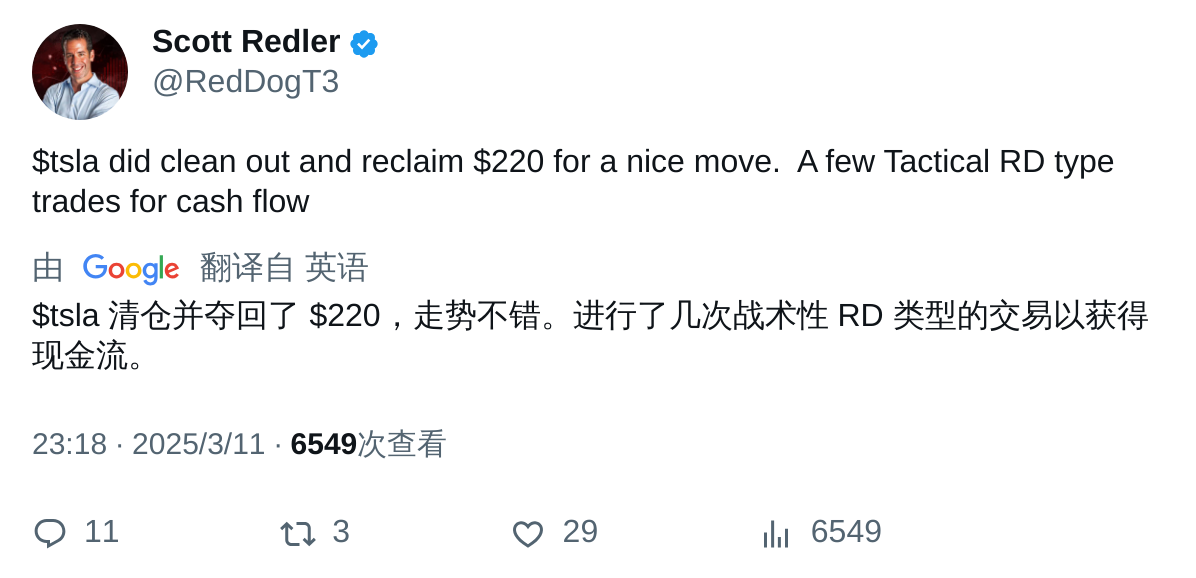 Scott Redler
@RedDogT3
$tsla did clean out and reclaim $220 for a nice move.  A few Tactical RD type
trades for cash flow
由 Google 翻译自 英语
$tsla 清仓并夺回了 $220，走势不错。进行了几次战术性 RD 类型的交易以获得
现金流。
23:18 · 2025/3/11 · 6549次查看
11 3 29 6549